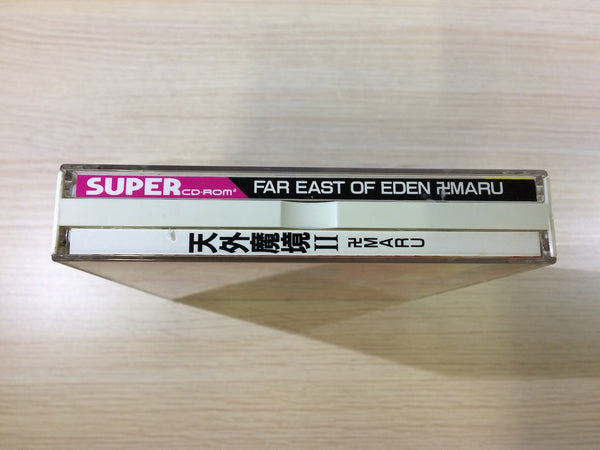 SUPER CD-ROM² FAR EAST OF EDEN 卍MARU
天外魔境II 卍MARU